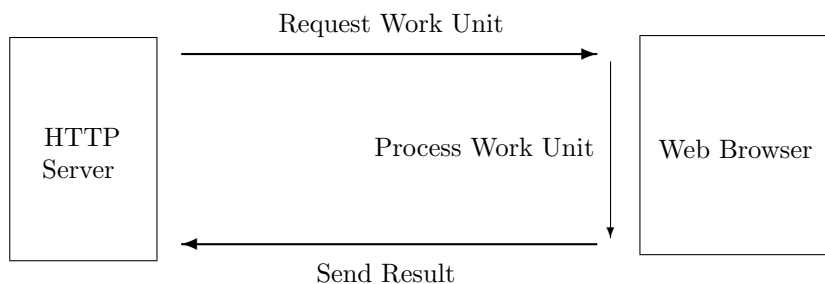 Request Work Unit
HTTP
Server
Process Work Unit
Web Browser
Send Result